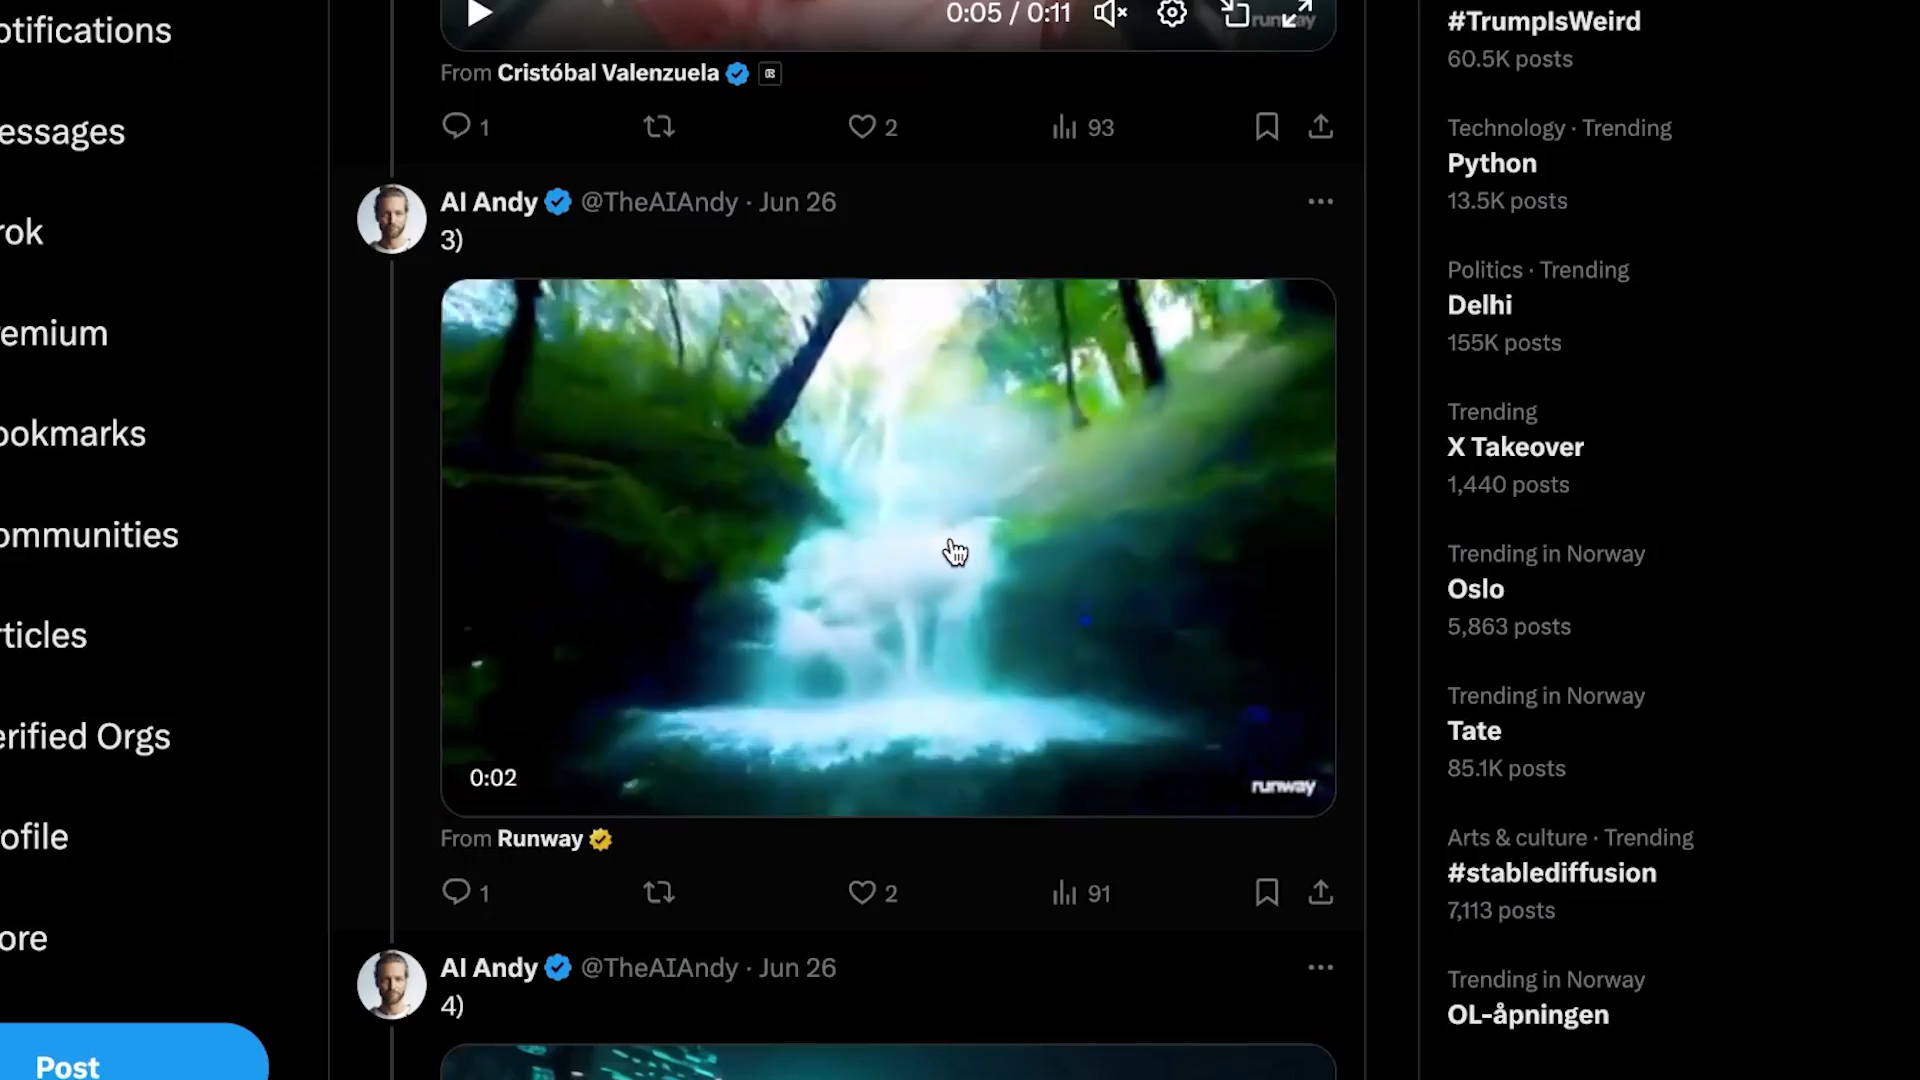 otifications
essages
rok
remium
ookmarks
ommunities
rticles
erified Orgs
rofile
ore
Post
0:05 / 0:11
runway
From Cristóbal Valenzuela
1
2
93
AI Andy @TheAIAndy · Jun 26
3)
0:02
runway
From Runway
1
2
91
AI Andy @TheAIAndy · Jun 26
4)
#TrumpIsWeird
60.5K posts
Technology · Trending
Python
13.5K posts
Politics · Trending
Delhi
155K posts
Trending
X Takeover
1,440 posts
Trending in Norway
Oslo
5,863 posts
Trending in Norway
Tate
85.1K posts
Arts & culture · Trending
#stablediffusion
7,113 posts
Trending in Norway
OL-åpningen